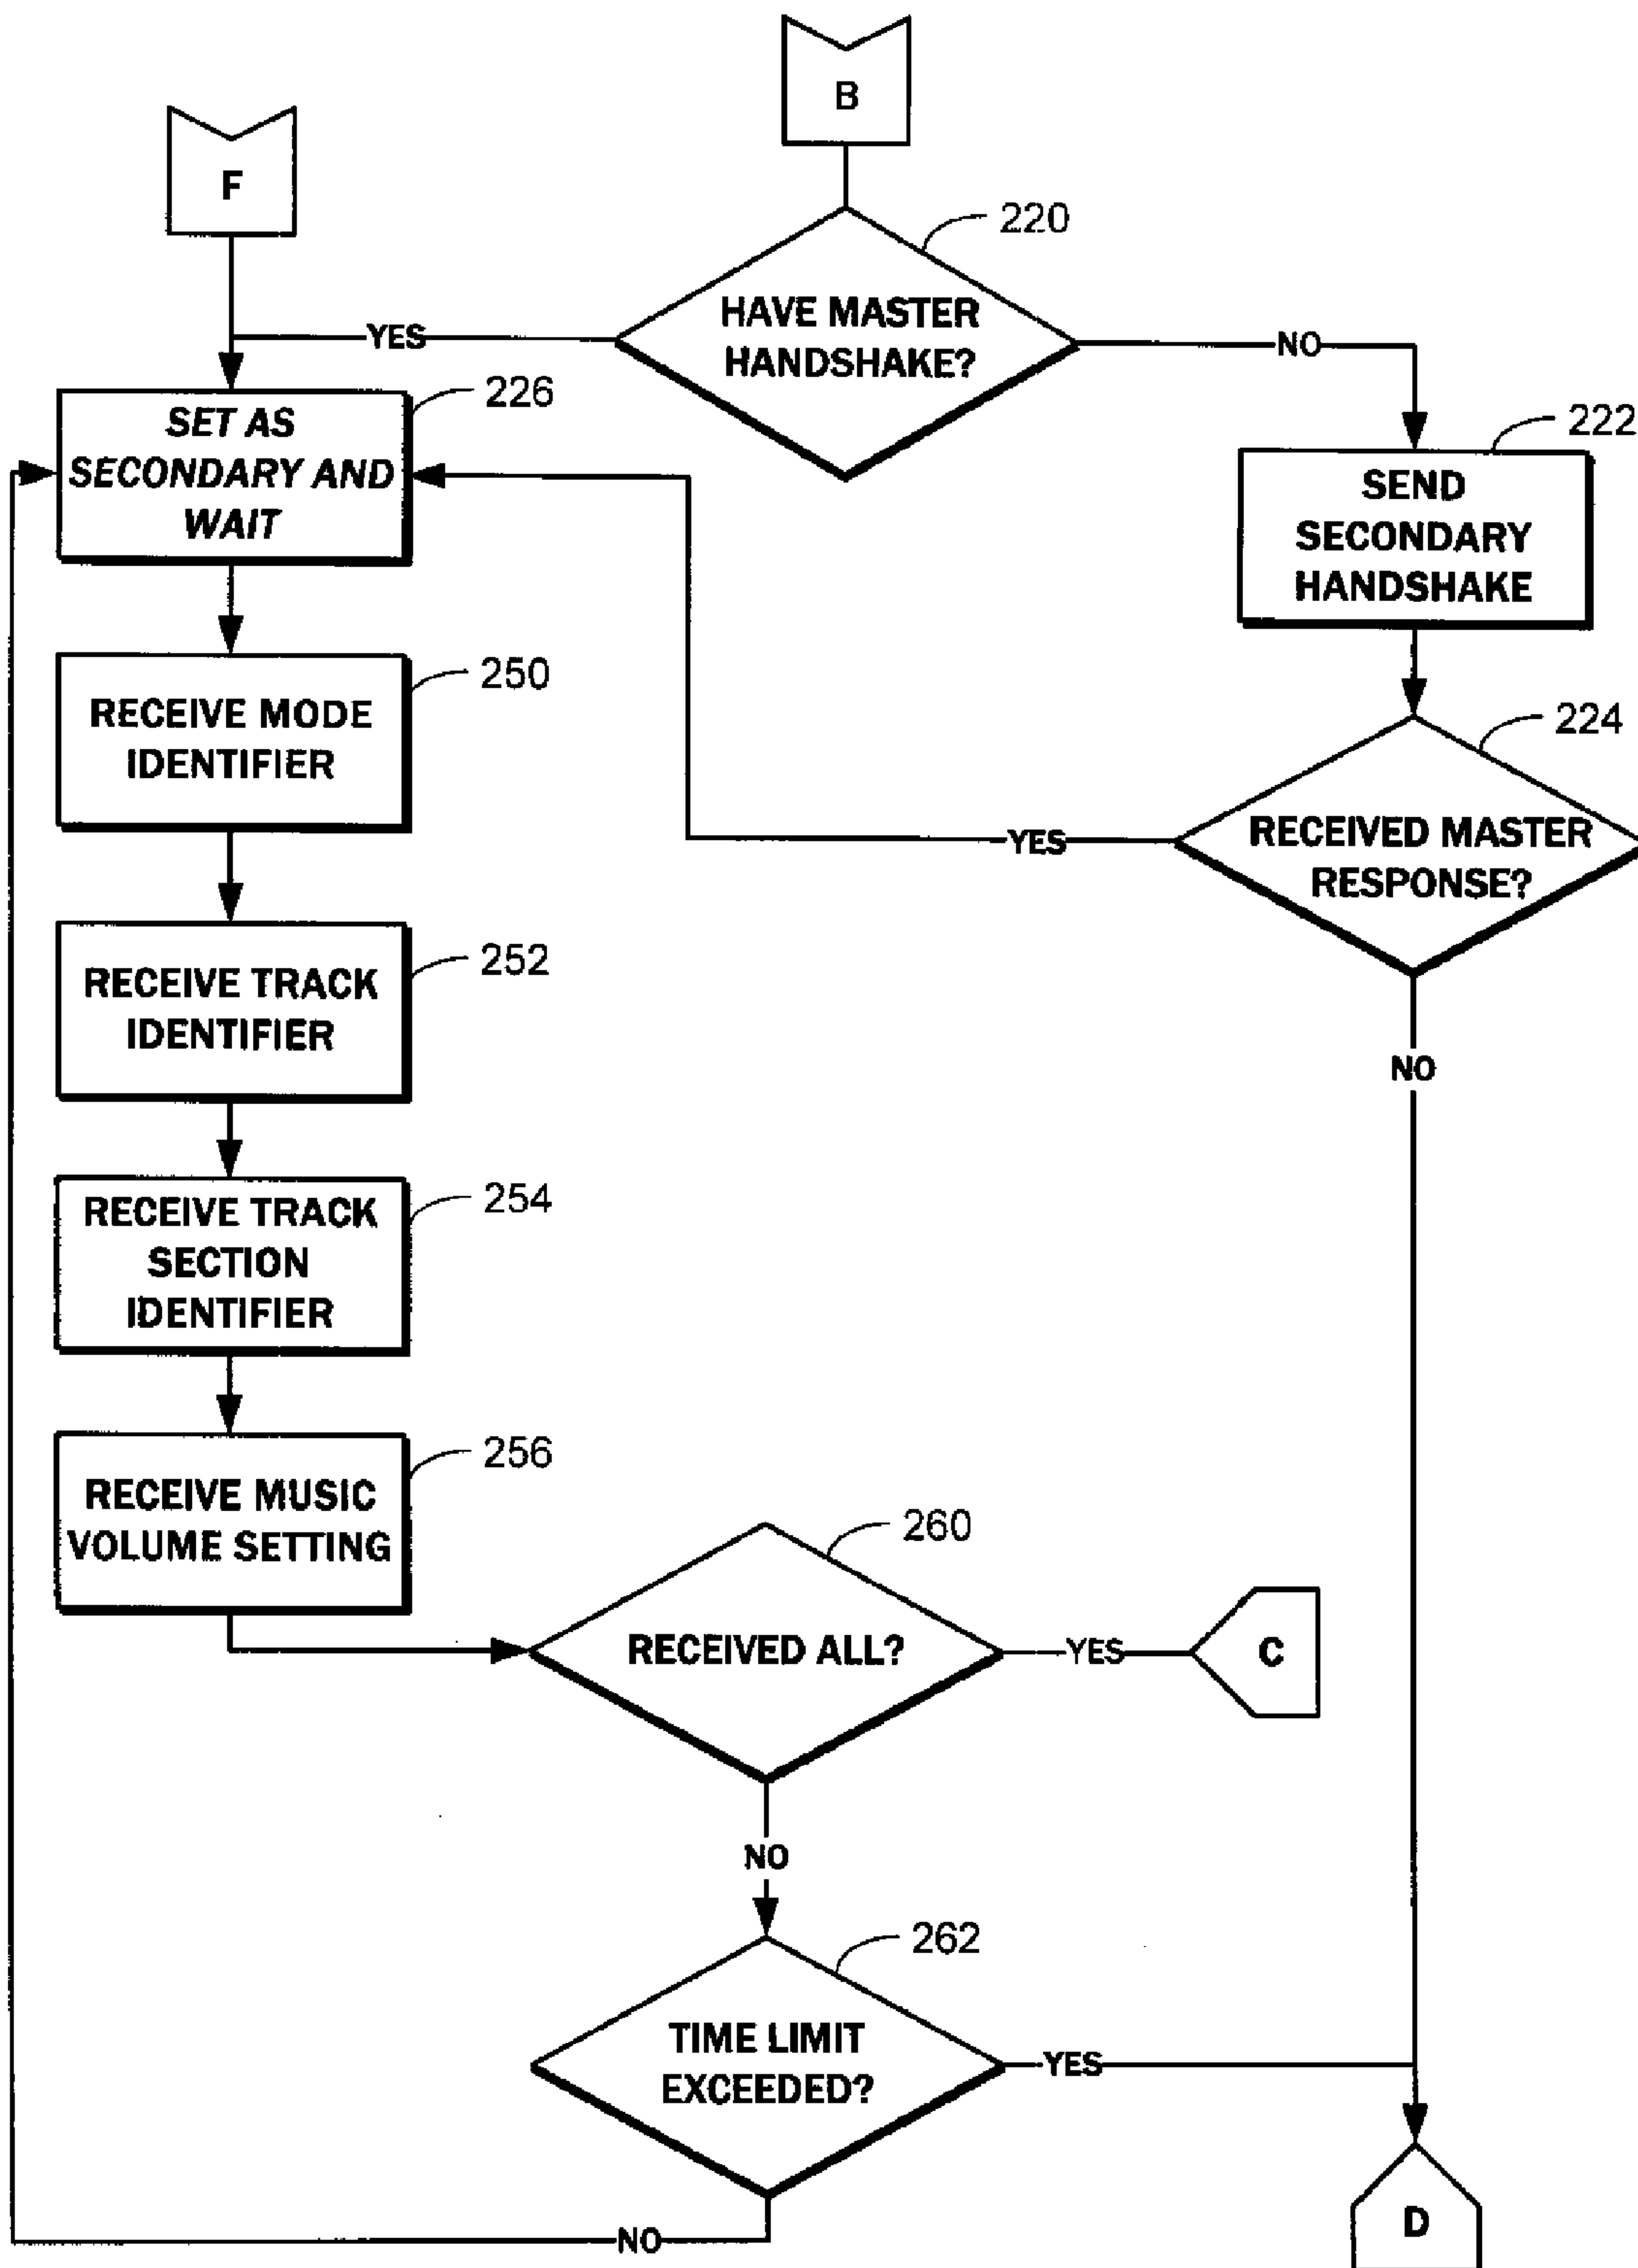 B
F
220
HAVE MASTER
HANDSHAKE?
YES
NO
226
SET AS
SECONDARY AND
WAIT
222
SEND
SECONDARY
HANDSHAKE
250
RECEIVE MODE
IDENTIFIER
224
RECEIVED MASTER
RESPONSE?
YES
NO
252
RECEIVE TRACK
IDENTIFIER
254
RECEIVE TRACK
SECTION
IDENTIFIER
256
RECEIVE MUSIC
VOLUME SETTING
260
RECEIVED ALL?
YES
C
NO
262
TIME LIMIT
EXCEEDED?
YES
NO
D